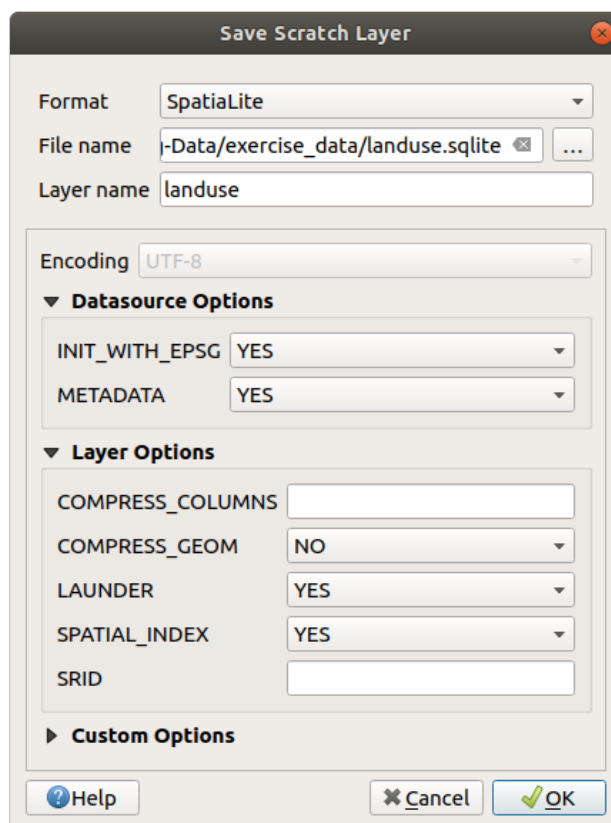 Save Scratch Layer
Format SpatiaLite
File name -Data/exercise_data/landuse.sqlite ...
Layer name landuse
Encoding UTF-8
Datasource Options
INIT_WITH_EPSG YES
METADATA YES
Layer Options
COMPRESS_COLUMNS
COMPRESS_GEOM NO
LAUNDER YES
SPATIAL_INDEX YES
SRID
Custom Options
Help Cancel OK